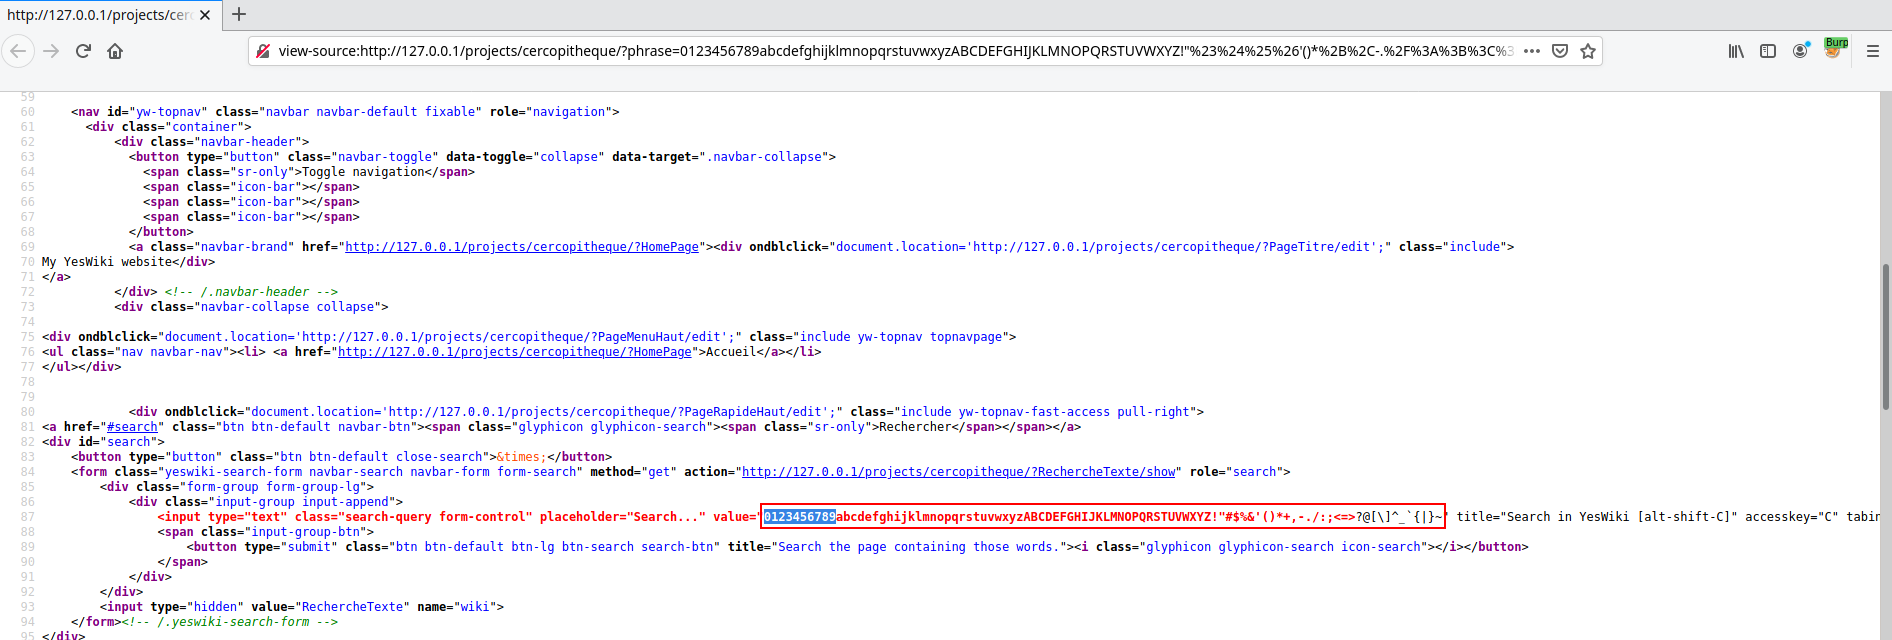 http://127.0.0.1/projects/cerc
view-source:http://127.0.0.1/projects/cercopitheque/?phrase=0123456789abcdefghijklmnopqrstuvwxyzABCDEFGHIJKLMNOPQRSTUVWXYZ!"%23%24%25%26'()*%2B%2C-.%2F%3A%3B%3C%3
Burp
59
60 <nav id="yw-topnav" class="navbar navbar-default fixable" role="navigation">
61 <div class="container">
62 <div class="navbar-header">
63 <button type="button" class="navbar-toggle" data-toggle="collapse" data-target=".navbar-collapse">
64 <span class="sr-only">Toggle navigation</span>
65 <span class="icon-bar"></span>
66 <span class="icon-bar"></span>
67 <span class="icon-bar"></span>
68 </button>
69 <a class="navbar-brand" href="http://127.0.0.1/projects/cercopitheque/?HomePage"><div ondblclick="document.location='http://127.0.0.1/projects/cercopitheque/?PageTitre/edit';" class="include">
70 My YesWiki website</div>
71 </a>
72 </div> <!-- /.navbar-header -->
73 <div class="navbar-collapse collapse">
74
75 <div ondblclick="document.location='http://127.0.0.1/projects/cercopitheque/?PageMenuHaut/edit';" class="include yw-topnav topnavpage">
76 <ul class="nav navbar-nav"><li> <a href="http://127.0.0.1/projects/cercopitheque/?HomePage">Accueil</a></li>
77 </ul></div>
78
79
80 <div ondblclick="document.location='http://127.0.0.1/projects/cercopitheque/?PageRapideHaut/edit';" class="include yw-topnav-fast-access pull-right">
81 <a href="#search" class="btn btn-default navbar-btn"><span class="glyphicon glyphicon-search"><span class="sr-only">Rechercher</span></span></a>
82 <div id="search">
83 <button type="button" class="btn btn-default close-search">&times;</button>
84 <form class="yeswiki-search-form navbar-search navbar-form form-search" method="get" action="http://127.0.0.1/projects/cercopitheque/?RechercheTexte/show" role="search">
85 <div class="form-group form-group-lg">
86 <div class="input-group input-append">
87 <input type="text" class="search-query form-control" placeholder="Search..." value="0123456789abcdefghijklmnopqrstuvwxyzABCDEFGHIJKLMNOPQRSTUVWXYZ!"#$%&'()*+,-./:;<=>?@[\]^_`{|}~" title="Search in YesWiki [alt-shift-C]" accesskey="C" tabin
88 <span class="input-group-btn">
89 <button type="submit" class="btn btn-default btn-lg btn-search search-btn" title="Search the page containing those words."><i class="glyphicon glyphicon-search icon-search"></i></button>
90 </span>
91 </div>
92 </div>
93 <input type="hidden" value="RechercheTexte" name="wiki">
94 </form><!-- /.yeswiki-search-form -->
95 </div>